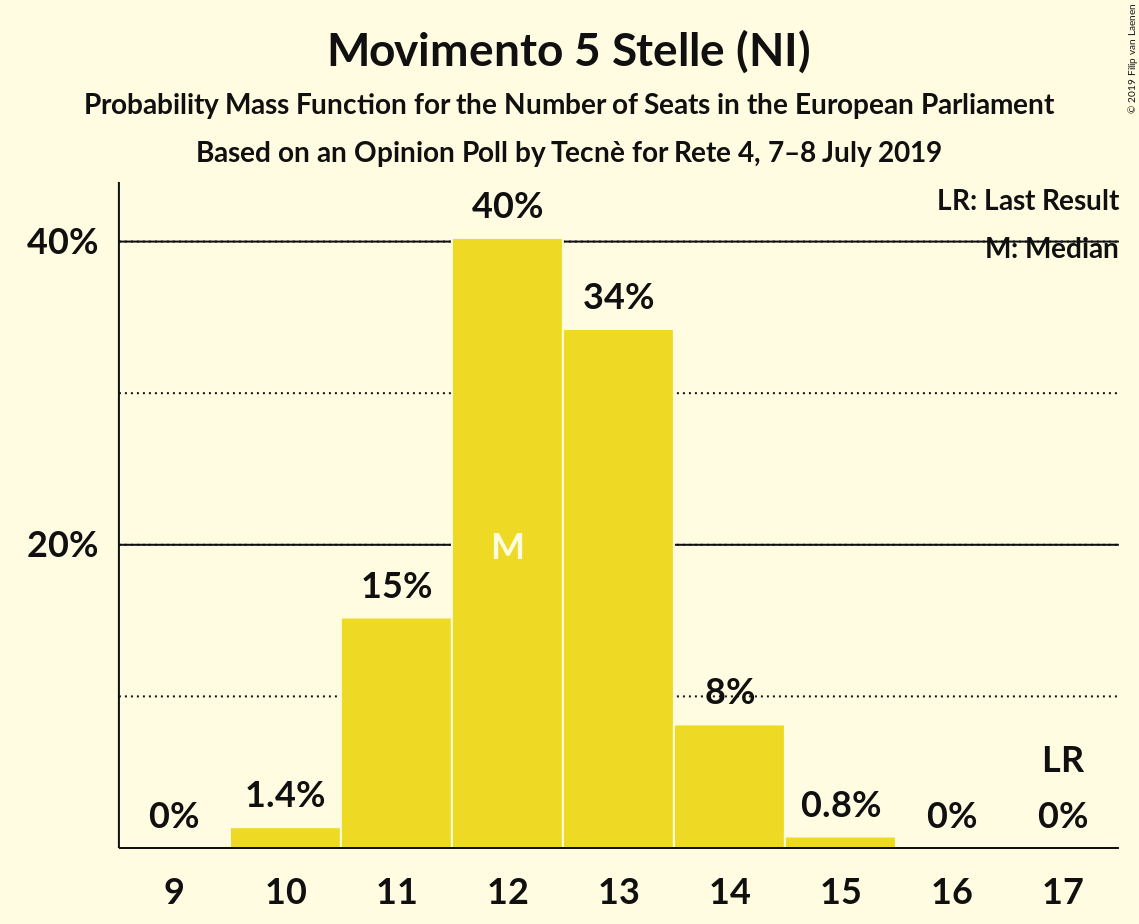 Movimento 5 Stelle (NI)
Probability Mass Function for the Number of Seats in the European Parliament
Based on an Opinion Poll by Tecnè for Rete 4, 7–8 July 2019
© 2019 Filip van Laenen
LR: Last Result
M: Median
40%
20%
0%
1.4%
15%
40%
M
34%
8%
0.8%
0%
LR
0%
9 10 11 12 13 14 15 16 17